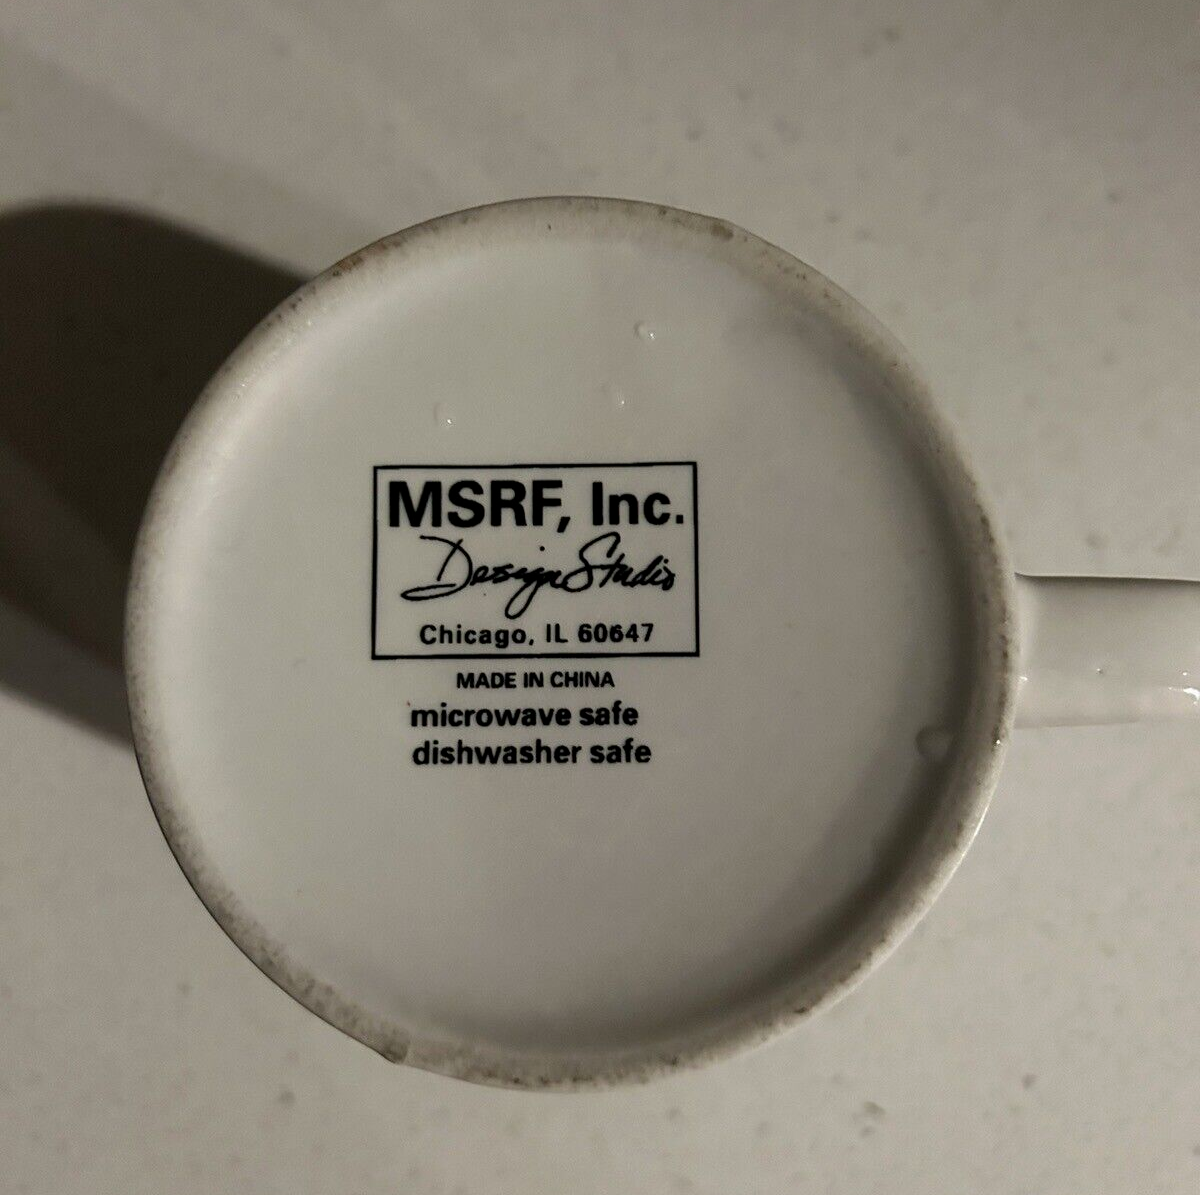 MSRF, Inc.
Design Studio
Chicago, IL 60647
MADE IN CHINA
microwave safe
dishwasher safe